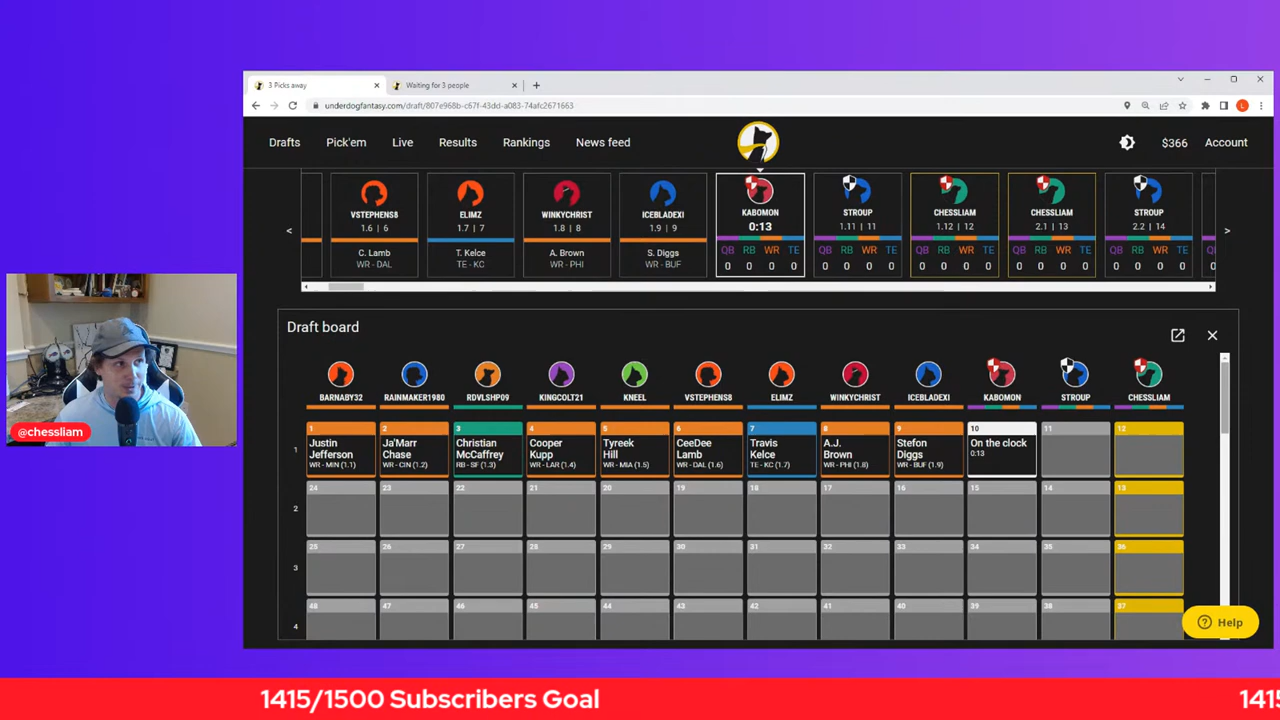 3 Picks away
Waiting for 3 people
underdogfantasy.com/draft/807e968b-c67f-43dd-a083-74afc2671663
Drafts Pick'em Live Results Rankings News feed $366 Account
VSTEPHENS8 ELIMZ WINKYCHRIST ICEBLADEXI KABOMON STROUP CHESSLIAM CHESSLIAM STROUP
1.6 | 6 1.7 | 7 1.8 | 8 1.9 | 9 0:13 1.11 | 11 1.12 | 12 2.1 | 13 2.2 | 14
C. Lamb T. Kelce A. Brown S. Diggs QB RB WR TE QB RB WR TE QB RB WR TE QB RB WR TE QB RB WR TE
WR - DAL TE - KC WR - PHI WR - BUF 0 0 0 0 0 0 0 0 0 0 0 0 0 0 0 0 0 0 0 0
Draft board
BARNABY32 RAINMAKER1980 RDVLSHP09 KINGCOLT21 KNEEL VSTEPHENS8 ELIMZ WINKYCHRIST ICEBLADEXI KABOMON STROUP CHESSLIAM
1 2 3 4 5 6 7 8 9 10 11 12
Justin Ja'Marr Christian Cooper Tyreek CeeDee Travis A.J. Stefon On the clock
1 Jefferson Chase McCaffrey Kupp Hill Lamb Kelce Brown Diggs 0:13
WR - MIN (1.1) WR - CIN (1.2) RB - SF (1.3) WR - LAR (1.4) WR - MIA (1.5) WR - DAL (1.6) TE - KC (1.7) WR - PHI (1.8) WR - BUF (1.9)
24 23 22 21 20 19 18 17 16 15 14 13
2
25 26 27 28 29 30 31 32 33 34 35 36
3
48 47 46 45 44 43 42 41 40 39 38 37
4
Help
@chessliam
1415/1500 Subscribers Goal
1415